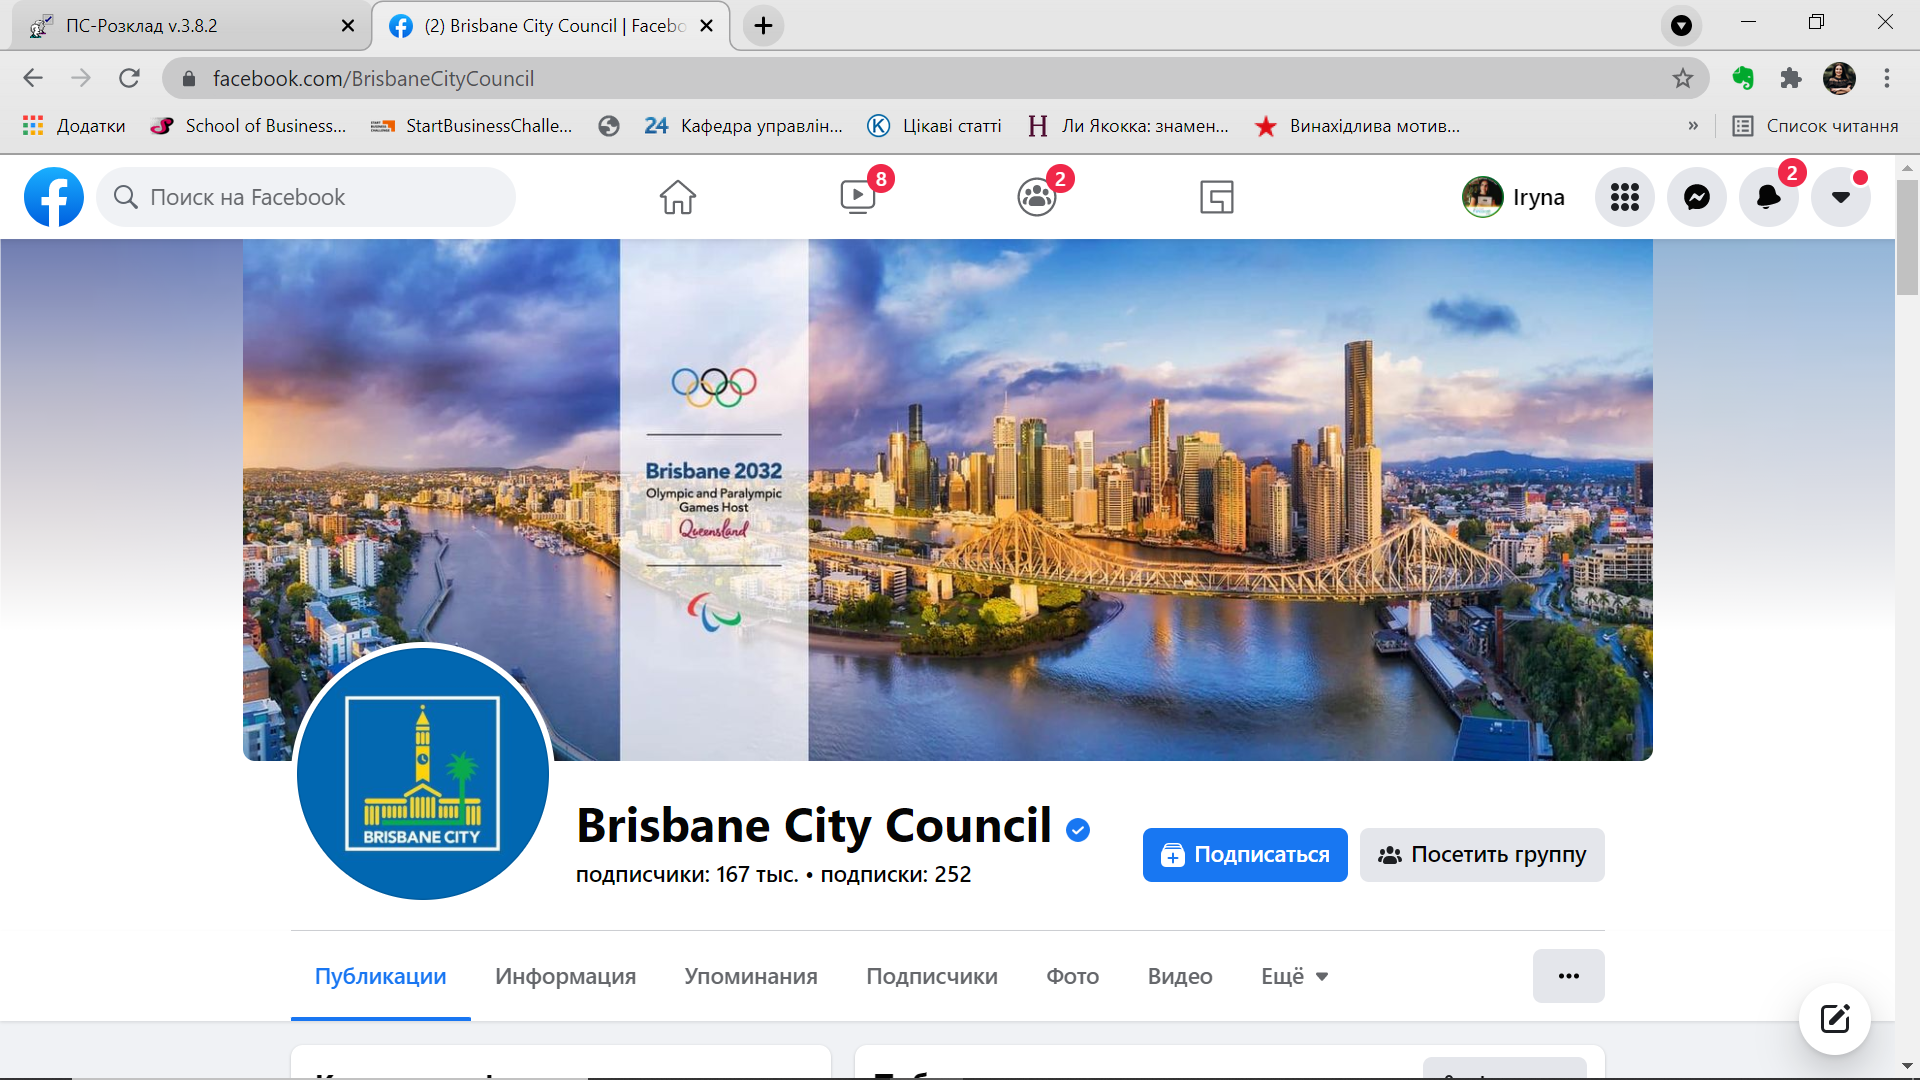 ПС-Розклад v.3.8.2
(2) Brisbane City Council | Facebo
facebook.com/BrisbaneCityCouncil
Додатки
School of Business...
StartBusinessChalle...
24 Кафедра управлін...
Цікаві статті
Ли Якокка: знамен...
Винахідлива мотив...
»
Список читання
Поиск на Facebook
8
2
Iryna
2
Brisbane 2032
Olympic and Paralympic
Games Host
Queensland
BRISBANE CITY
Brisbane City Council
подписчики: 167 тыс. • подписки: 252
Подписаться
Посетить группу
Публикации
Информация
Упоминания
Подписчики
Фото
Видео
Ещё